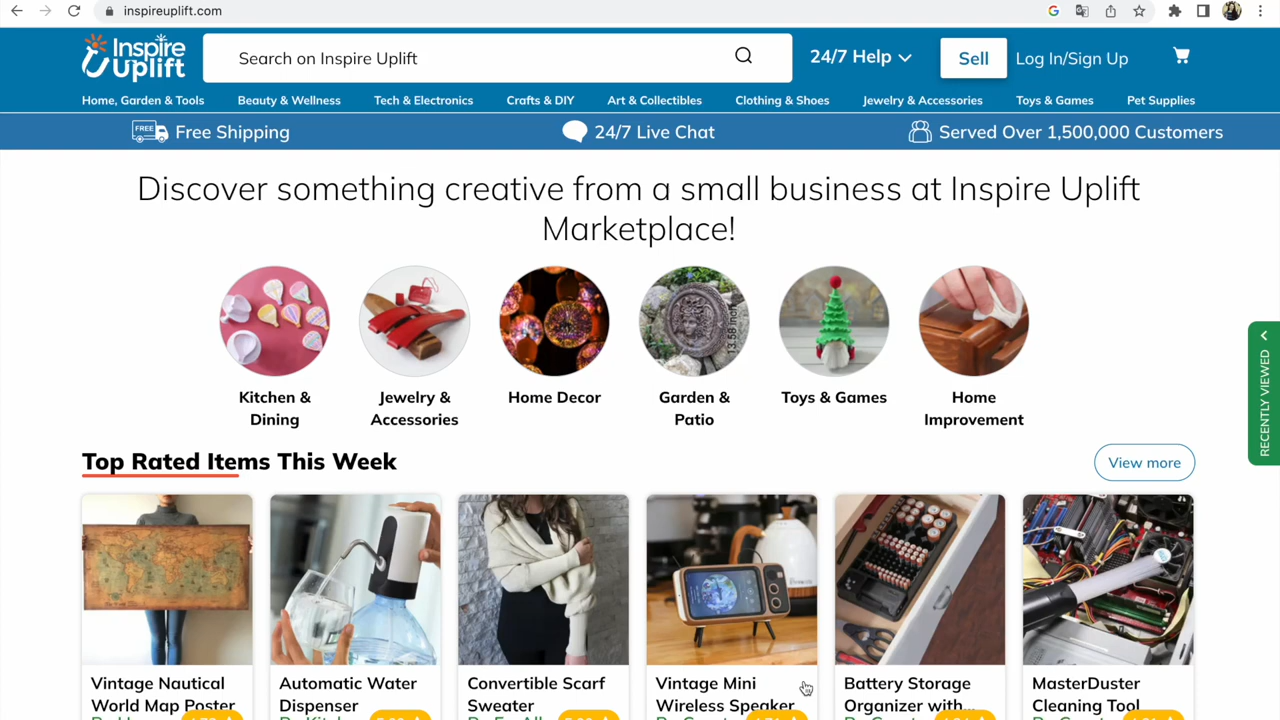 inspireuplift.com
Inspire Uplift
Search on Inspire Uplift
24/7 Help
Sell
Log In/Sign Up
Home, Garden & Tools
Beauty & Wellness
Tech & Electronics
Crafts & DIY
Art & Collectibles
Clothing & Shoes
Jewelry & Accessories
Toys & Games
Pet Supplies
FREE
Free Shipping
24/7 Live Chat
Served Over 1,500,000 Customers
Discover something creative from a small business at Inspire Uplift
Marketplace!
13.58 inch
Kitchen &
Dining
Jewelry &
Accessories
Home Decor
Garden &
Patio
Toys & Games
Home
Improvement
RECENTLY VIEWED
Top Rated Items This Week
View more
Vintage Nautical
World Map Poster
Automatic Water
Dispenser
Convertible Scarf
Sweater
Vintage Mini
Wireless Speaker
Battery Storage
Organizer with...
MasterDuster
Cleaning Tool